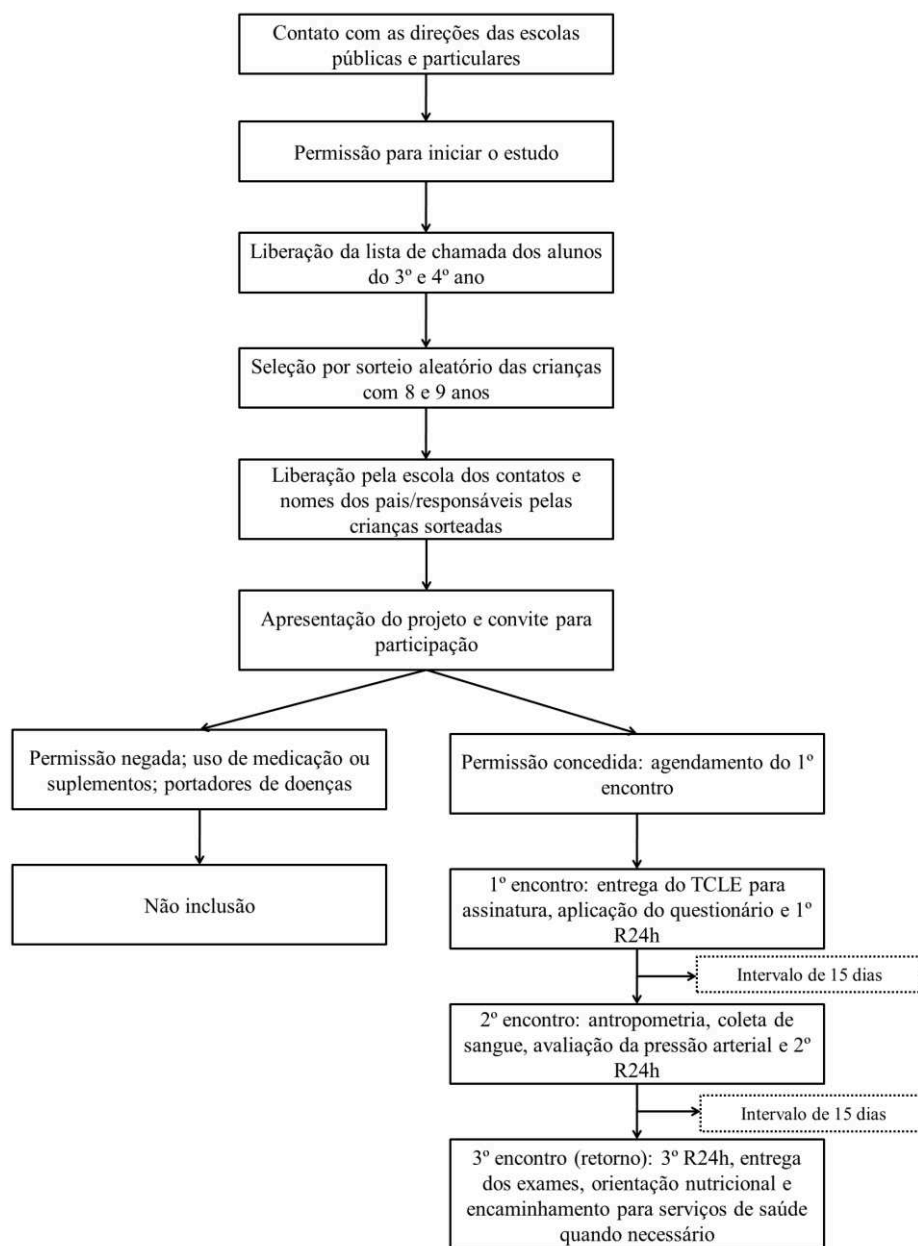 Contato com as direções das escolas
públicas e particulares
Permissão para iniciar o estudo
Liberação da lista de chamada dos alunos
do 3º e 4º ano
Seleção por sorteio aleatório das crianças
com 8 e 9 anos
Liberação pela escola dos contatos e
nomes dos pais/responsáveis pelas
crianças sorteadas
Apresentação do projeto e convite para
participação
Permissão negada; uso de medicação ou
suplementos; portadores de doenças
Não inclusão
Permissão concedida: agendamento do 1º
encontro
1º encontro: entrega do TCLE para
assinatura, aplicação do questionário e 1º
R24h
Intervalo de 15 dias
2º encontro: antropometria, coleta de
sangue, avaliação da pressão arterial e 2º
R24h
Intervalo de 15 dias
3º encontro (retorno): 3º R24h, entrega
dos exames, orientação nutricional e
encaminhamento para serviços de saúde
quando necessário